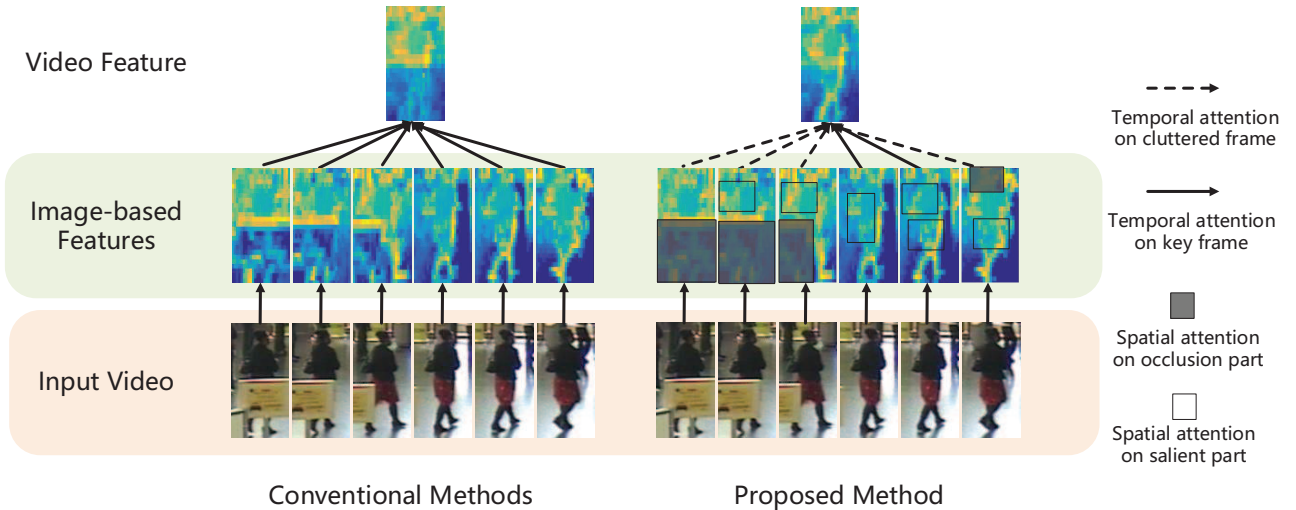 Video Feature
Image-based
Features
Input Video
Conventional Methods
Proposed Method
Temporal attention
on cluttered frame
Temporal attention
on key frame
Spatial attention
on occlusion part
Spatial attention
on salient part